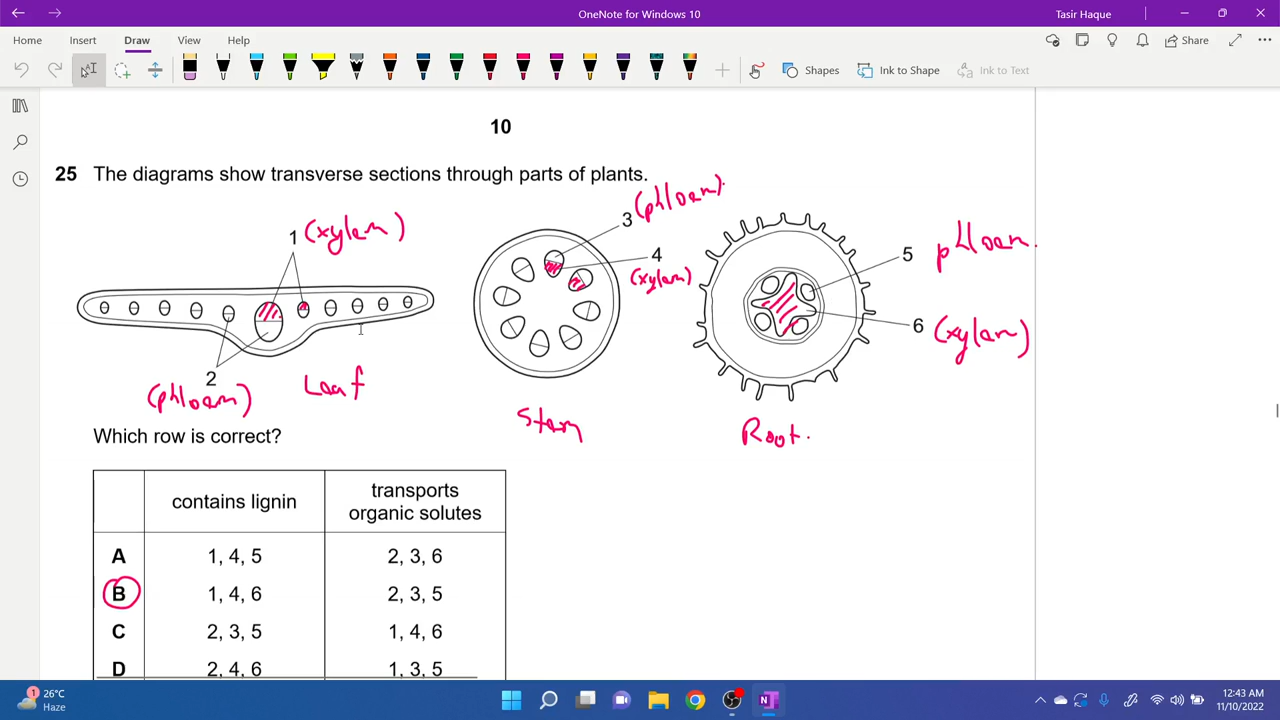 OneNote for Windows 10
Tasir Haque
Home Insert Draw View Help
Share
Shapes
Ink to Shape
Ink to Text
10
25 The diagrams show transverse sections through parts of plants.
1 (xylem)
3 (phloem).
4 (xylem)
5 phloem.
6 (xylem)
2 (phloem)
Leaf
Stem
Root.
Which row is correct?
contains lignin transports organic solutes
A 1, 4, 5 2, 3, 6
B 1, 4, 6 2, 3, 5
C 2, 3, 5 1, 4, 6
D 2, 4, 6 1, 3, 5
1
26°C
Haze
12:43 AM
11/10/2022